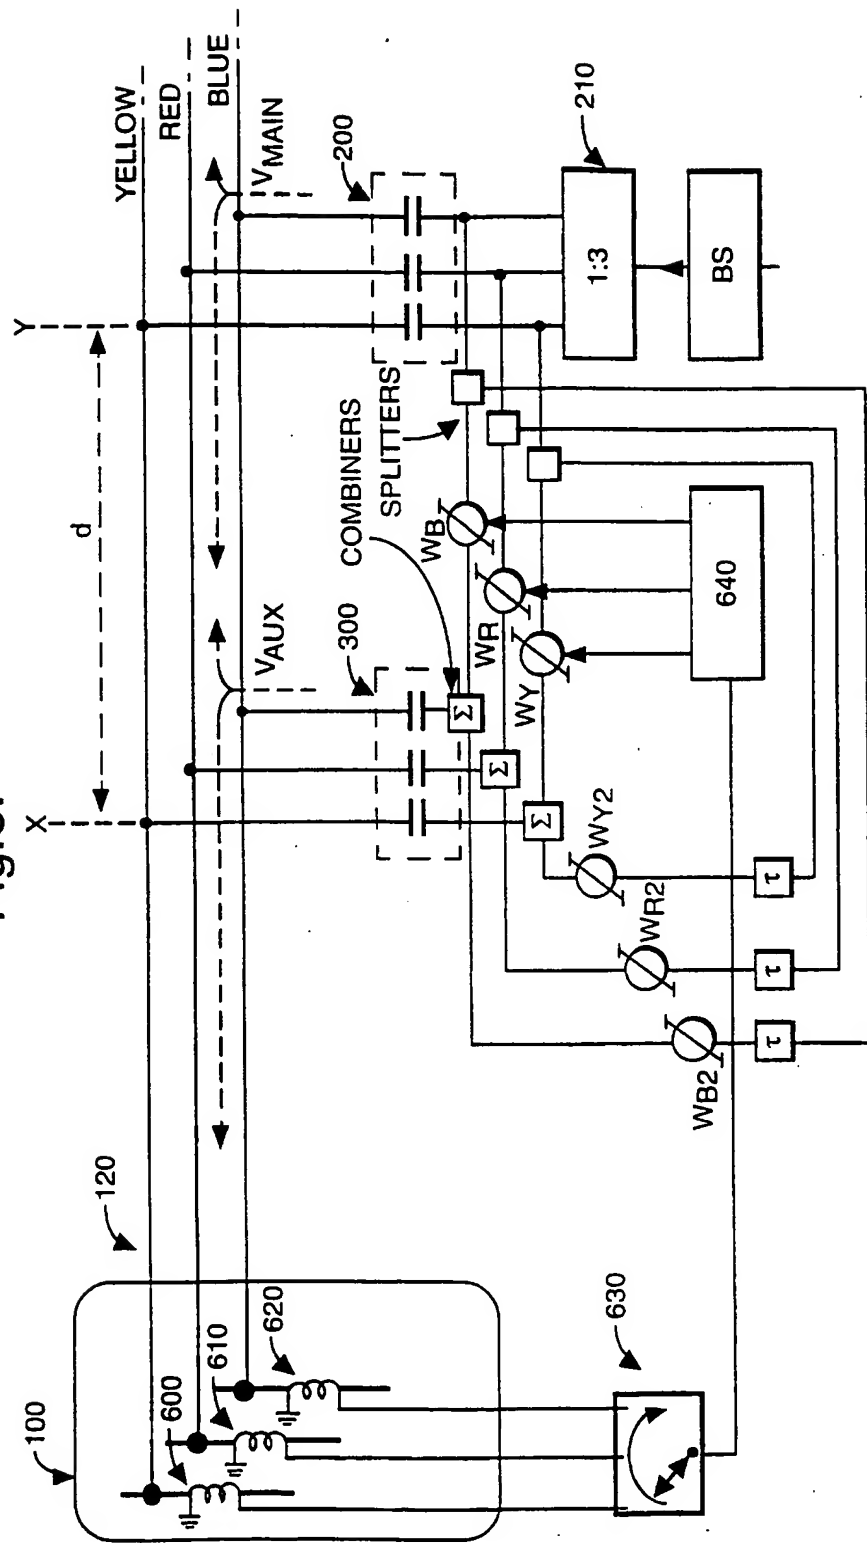 YELLOW
RED
BLUE
Y
X
d
VMAIN
VAUX
200
210
300
COMBINERS
SPLITTERS
1:3
BS
WB
WR
WY
Σ
Σ
Σ
640
WY2
WR2
WB2
τ
τ
τ
120
100
600
610
620
630